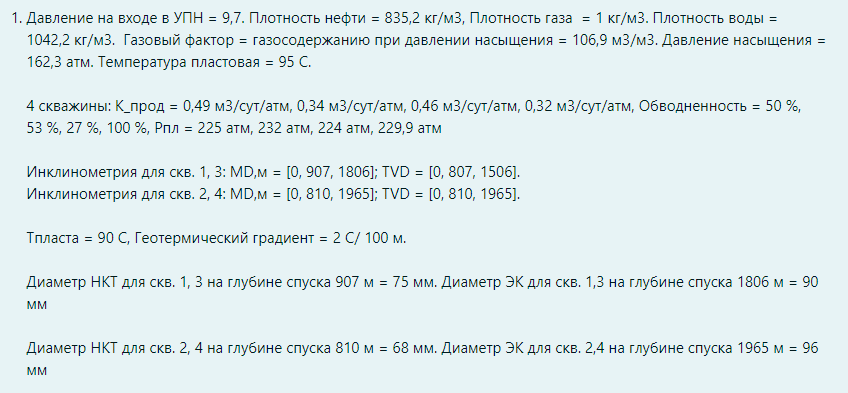 1. Давление на входе в УПН = 9,7. Плотность нефти = 835,2 кг/м3, Плотность газа = 1 кг/м3. Плотность воды =
1042,2 кг/м3. Газовый фактор = газосодержанию при давлении насыщения = 106,9 м3/м3. Давление насыщения =
162,3 атм. Температура пластовая = 95 С.
4 скважины: К_прод = 0,49 м3/сут/атм, 0,34 м3/сут/атм, 0,46 м3/сут/атм, 0,32 м3/сут/атм, Обводненность = 50 %,
53 %, 27 %, 100 %, Рпл = 225 атм, 232 атм, 224 атм, 229,9 атм
Инклинометрия для скв. 1, 3: MD,м = [0, 907, 1806]; TVD = [0, 807, 1506].
Инклинометрия для скв. 2, 4: MD,м = [0, 810, 1965]; TVD = [0, 810, 1965].
Тпласта = 90 С, Геотермический градиент = 2 С/ 100 м.
Диаметр НКТ для скв. 1, 3 на глубине спуска 907 м = 75 мм. Диаметр ЭК для скв. 1,3 на глубине спуска 1806 м = 90
мм
Диаметр НКТ для скв. 2, 4 на глубине спуска 810 м = 68 мм. Диаметр ЭК для скв. 2,4 на глубине спуска 1965 м = 96
мм